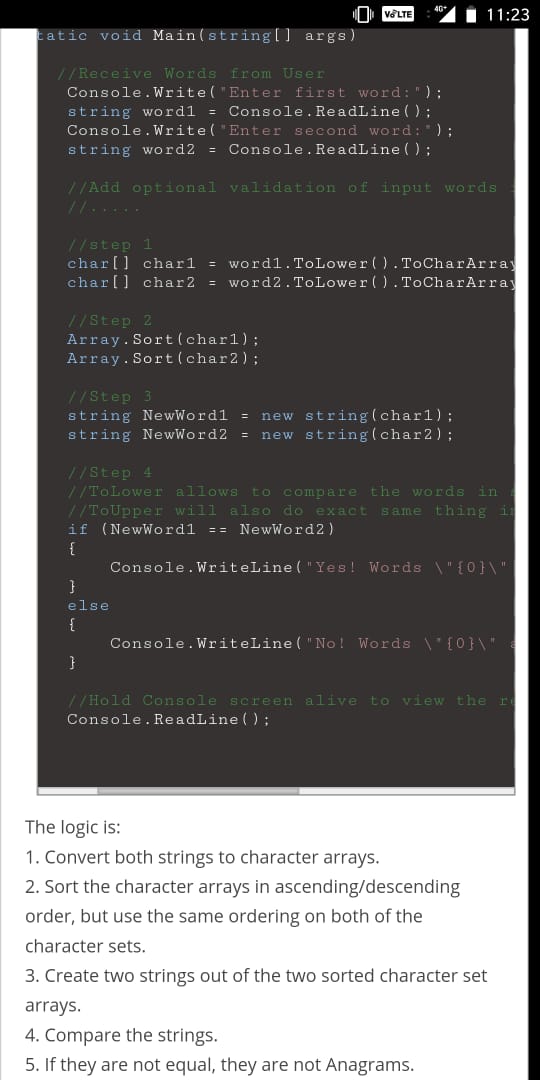 VoLTE 4G+ 11:23
tatic void Main(string[] args)
//Receive Words from User
Console.Write("Enter first word:");
string word1 = Console.ReadLine();
Console.Write("Enter second word:");
string word2 = Console.ReadLine();
//Add optional validation of input words
//.....
//step 1
char[] char1 = word1.ToLower().ToCharArray
char[] char2 = word2.ToLower().ToCharArray
//Step 2
Array.Sort(char1);
Array.Sort(char2);
//Step 3
string NewWord1 = new string(char1);
string NewWord2 = new string(char2);
//Step 4
//ToLower allows to compare the words in
//ToUpper will also do exact same thing i
if (NewWord1 == NewWord2)
{
Console.WriteLine("Yes! Words \"{0}\"
}
else
{
Console.WriteLine("No! Words \"{0}\" a
}
//Hold Console screen alive to view the re
Console.ReadLine();
The logic is:
1. Convert both strings to character arrays.
2. Sort the character arrays in ascending/descending
order, but use the same ordering on both of the
character sets.
3. Create two strings out of the two sorted character set
arrays.
4. Compare the strings.
5. If they are not equal, they are not Anagrams.